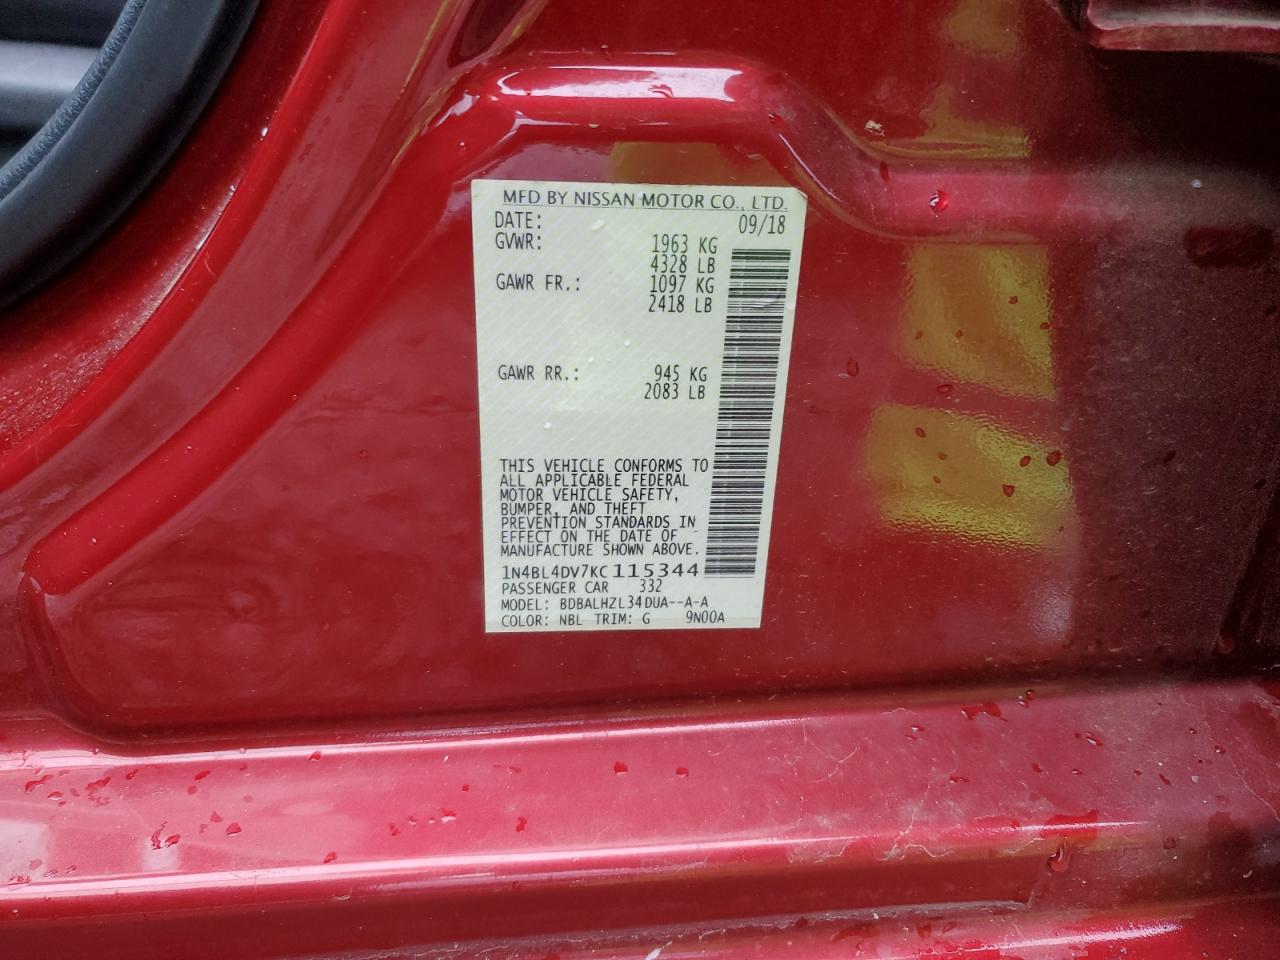 MFD BY NISSAN MOTOR CO., LTD.
DATE: 09/18
GVWR: 1963 KG
4328 LB
GAWR FR.: 1097 KG
2418 LB
GAWR RR.: 945 KG
2083 LB
THIS VEHICLE CONFORMS TO
ALL APPLICABLE FEDERAL
MOTOR VEHICLE SAFETY,
BUMPER, AND THEFT
PREVENTION STANDARDS IN
EFFECT ON THE DATE OF
MANUFACTURE SHOWN ABOVE.
1N4BL4DV7KC115344
PASSENGER CAR 332
MODEL: BDBALHZL34DUA--A-A
COLOR: NBL TRIM: G 9N00A